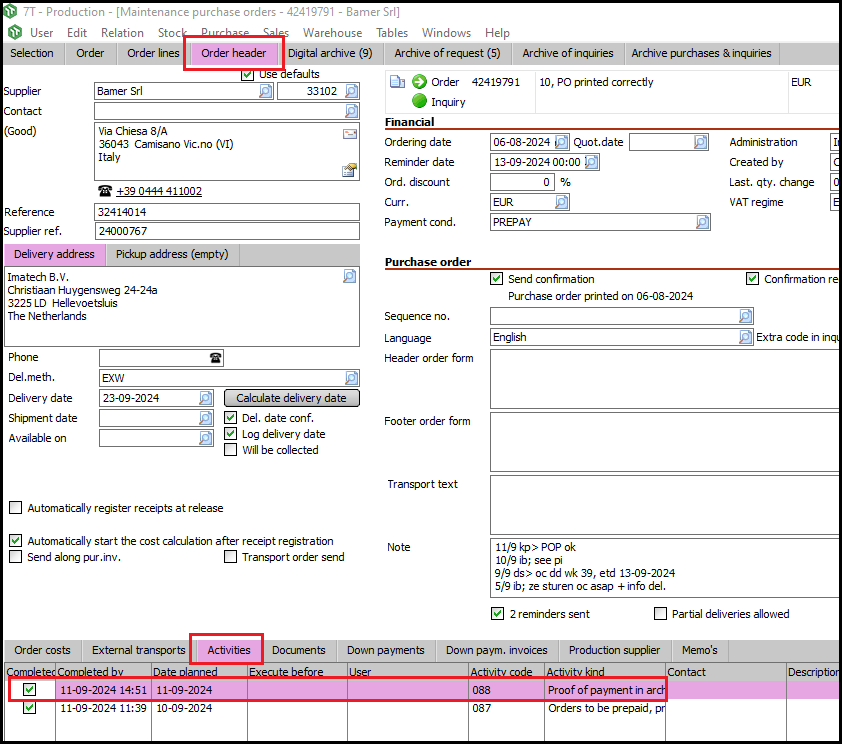 7T - Production - [Maintenance purchase orders - 42419791 - Bamer Srl]
User Edit Relation Stock Purchase Sales Warehouse Tables Windows Help
Selection Order Order lines Order header Digital archive (9) Archive of request (5) Archive of inquiries Archive purchases & inquiries
Use defaults
Supplier Bamer Srl 33102
Contact
(Good) Via Chiesa 8/A
36043 Camisano Vic.no (VI)
Italy
+39 0444 411002
Reference 32414014
Supplier ref. 24000767
Delivery address Pickup address (empty)
Imatech B.V.
Christiaan Huygensweg 24-24a
3225 LD Hellevoetsluis
The Netherlands
Phone
Del.meth. EXW
Delivery date 23-09-2024 Calculate delivery date
Shipment date Del. date conf.
Available on Log delivery date
Will be collected
Automatically register receipts at release
Automatically start the cost calculation after receipt registration
Send along pur.inv. Transport order send
Order 42419791 10, PO printed correctly EUR
Inquiry
Financial
Ordering date 06-08-2024 Quot.date Administration
Reminder date 13-09-2024 00:00 Created by
Ord. discount 0 % Last. qty. change
Curr. EUR VAT regime
Payment cond. PREPAY
Purchase order
Send confirmation Confirmation re
Purchase order printed on 06-08-2024
Sequence no.
Language English Extra code in inqu
Header order form
Footer order form
Transport text
Note 11/9 kp> POP ok
10/9 ib; see pi
9/9 ds> oc dd wk 39, etd 13-09-2024
5/9 ib; ze sturen oc asap + info del.
2 reminders sent Partial deliveries allowed
Order costs External transports Activities Documents Down payments Down paym. invoices Production supplier Memo's
Completed Completed by Date planned Execute before User Activity code Activity kind Contact Description
11-09-2024 14:51 11-09-2024 088 Proof of payment in arch
11-09-2024 11:39 10-09-2024 087 Orders to be prepaid, pr